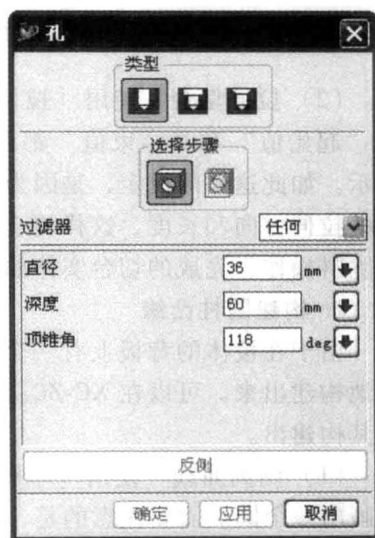 孔
类型
选择步骤
过滤器 任何
直径 36 mm
深度 60 mm
顶锥角 118 deg
反侧
确定 应用 取消